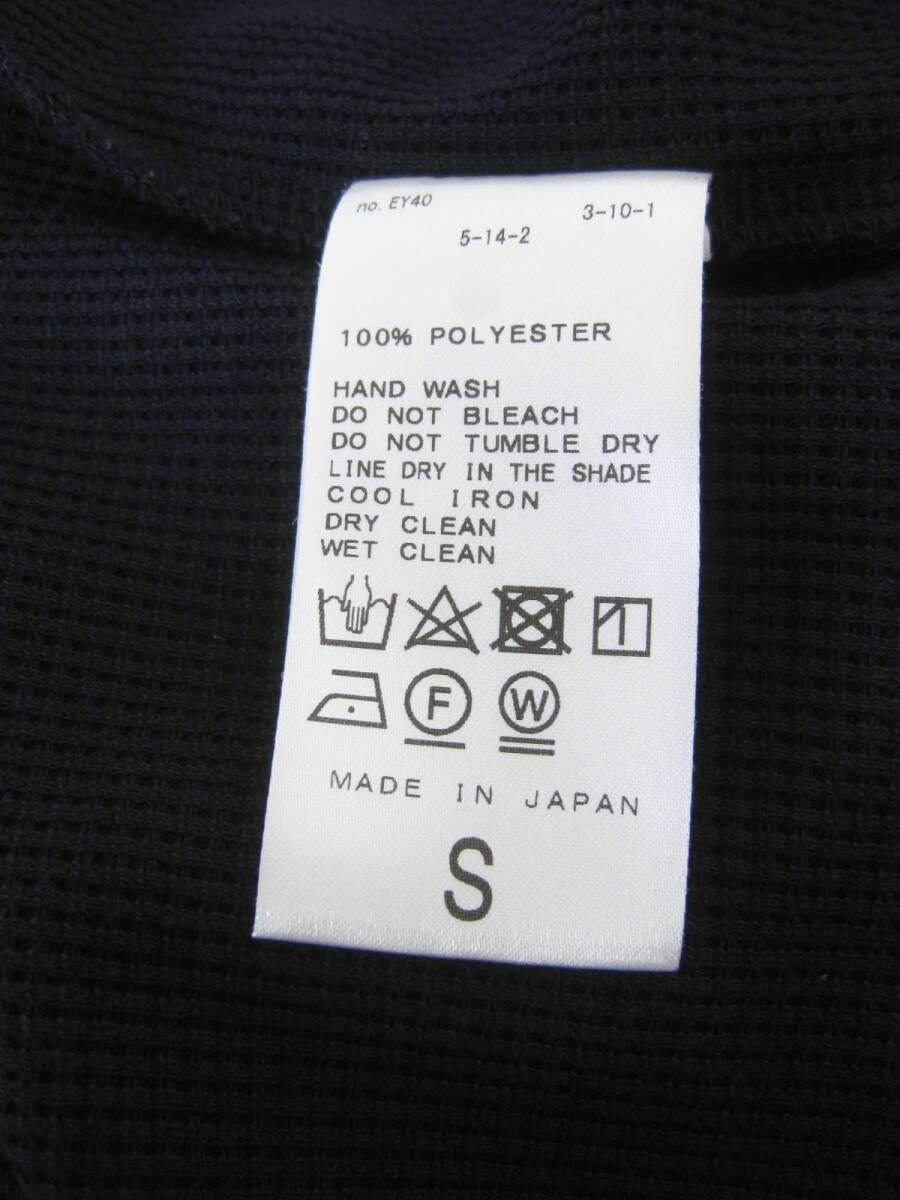 no. EY40
3-10-1
5-14-2
100% POLYESTER
HAND WASH
DO NOT BLEACH
DO NOT TUMBLE DRY
LINE DRY IN THE SHADE
COOL IRON
DRY CLEAN
WET CLEAN
F W
MADE IN JAPAN
S